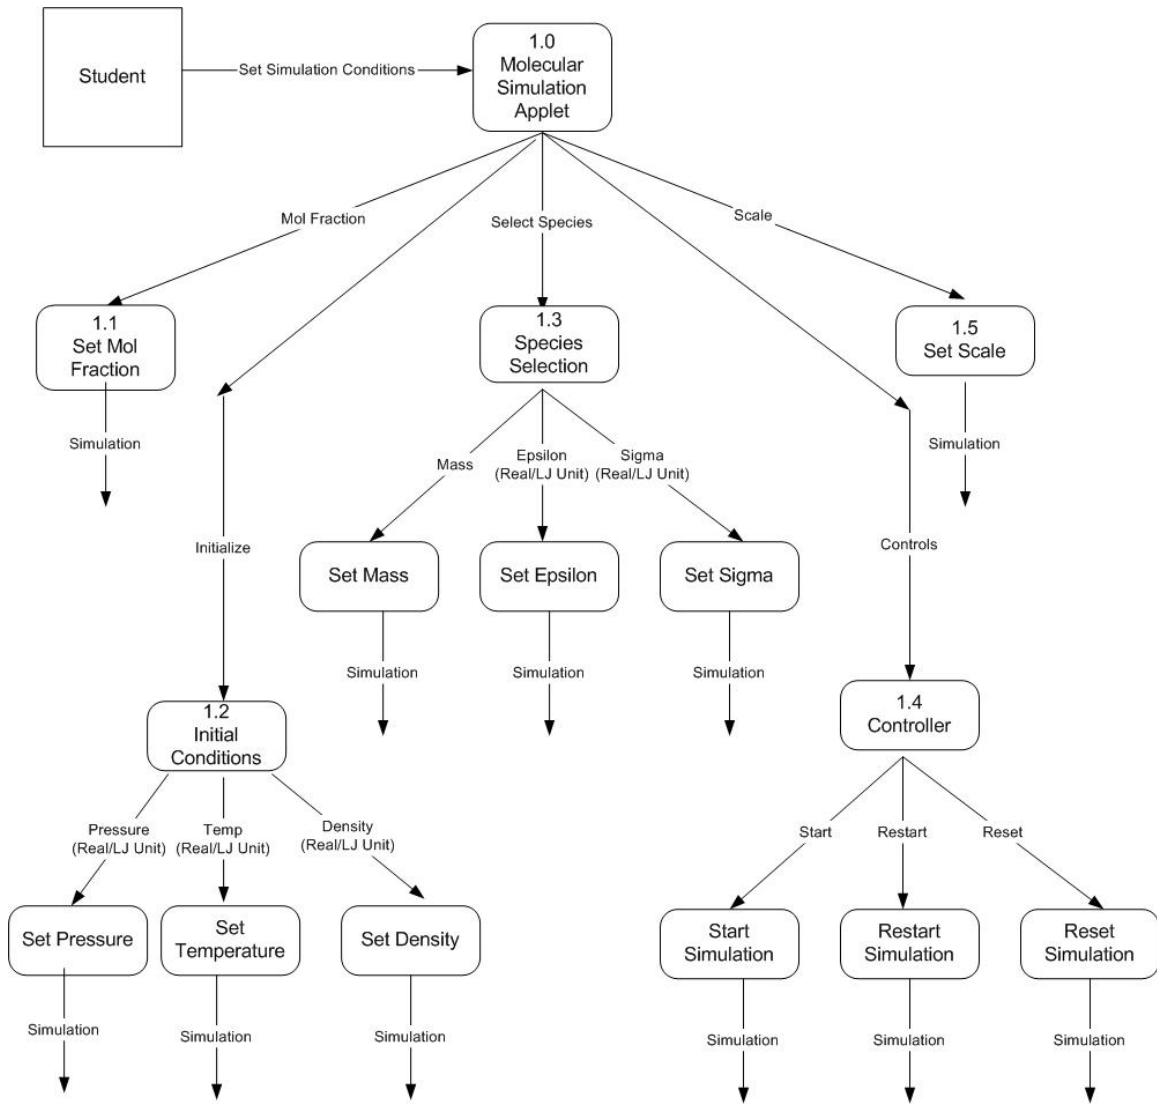 Student
Set Simulation Conditions
1.0
Molecular
Simulation
Applet
Mol Fraction
Select Species
Scale
1.1
Set Mol
Fraction
1.3
Species
Selection
1.5
Set Scale
Simulation
Mass
Epsilon
(Real/LJ Unit)
Sigma
(Real/LJ Unit)
Simulation
Initialize
Controls
Set Mass
Set Epsilon
Set Sigma
Simulation
Simulation
Simulation
1.2
Initial
Conditions
1.4
Controller
Pressure
(Real/LJ Unit)
Temp
(Real/LJ Unit)
Density
(Real/LJ Unit)
Start
Restart
Reset
Set Pressure
Set
Temperature
Set Density
Start
Simulation
Restart
Simulation
Reset
Simulation
Simulation
Simulation
Simulation
Simulation
Simulation
Simulation